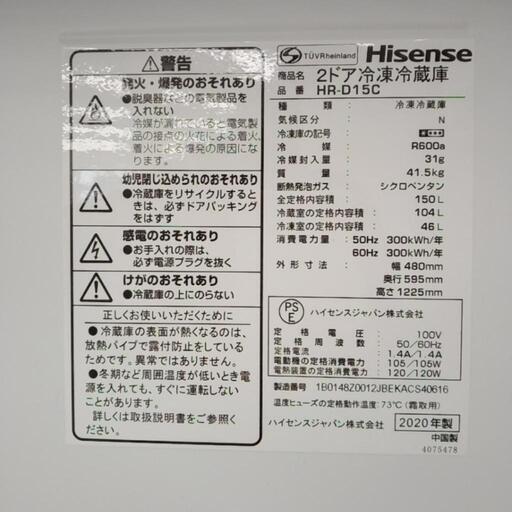 ⚠警告
発火・爆発のおそれあり
●脱臭器などの電気製品を
入れない
冷媒が漏れていると電気製
品の接点の火花による着火、
着火による爆発の原因に
なります
幼児閉じ込められのおそれあり
●冷蔵庫をリサイクルすると
きは、必ずドアパッキング
をはずす
感電のおそれあり
●お手入れの際は、
必ず電源プラグを抜く
けがのおそれあり
●冷蔵庫の上にのらない
正しくお使いいただくために
●冷蔵庫の表面が熱くなるのは、
放熱パイプで露付防止をしている
ためです。異常ではありません。
●冬期など周囲温度が低いとき
は、電源を入れても、すぐに運転し
ないことがあります。
詳しくは取扱説明書をご覧ください。
TÜVRheinland
Hisense
商品名 2ドア冷凍冷蔵庫
品番 HR-D15C
種類 冷凍冷蔵庫
気候区分 N
冷凍庫の記号
冷媒 R600a
冷媒封入量 31g
質量 41.5kg
断熱発泡ガス シクロペンタン
全定格内容積 150L
冷蔵室の定格内容積 104L
冷凍室の定格内容積 46L
消費電力量 50Hz 300kWh/年
60Hz 300kWh/年
外形寸法 幅 480mm
奥行 595mm
高さ 1225mm
PS
E
ハイセンスジャパン株式会社
定格電圧: 100V
定格周波数: 50/60Hz
定格電流: 1.4A/1.4A
電動機の定格消費電力: 105/105W
電熱装置の定格消費電力: 120/120W
製造番号: 1B0148Z0012JBEKACS40616
温度ヒューズの定格動作温度:73℃(霜取用)
ハイセンスジャパン株式会社
2020年製
中国製
4075478